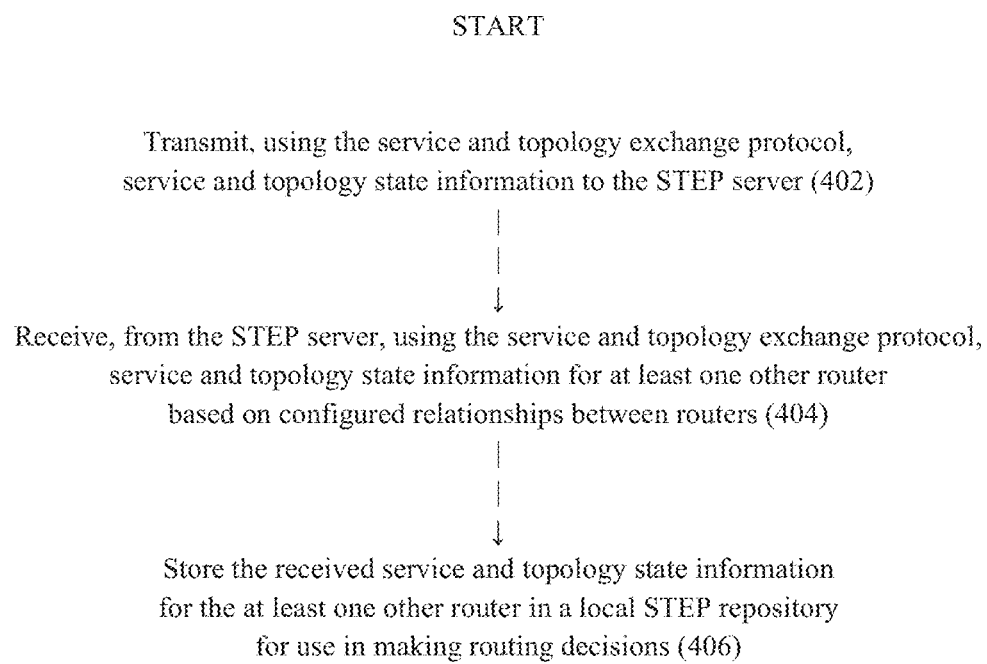 START
Transmit, using the service and topology exchange protocol,
service and topology state information to the STEP server (402)
Receive, from the STEP server, using the service and topology exchange protocol,
service and topology state information for at least one other router
based on configured relationships between routers (404)
Store the received service and topology state information
for the at least one other router in a local STEP repository
for use in making routing decisions (406)